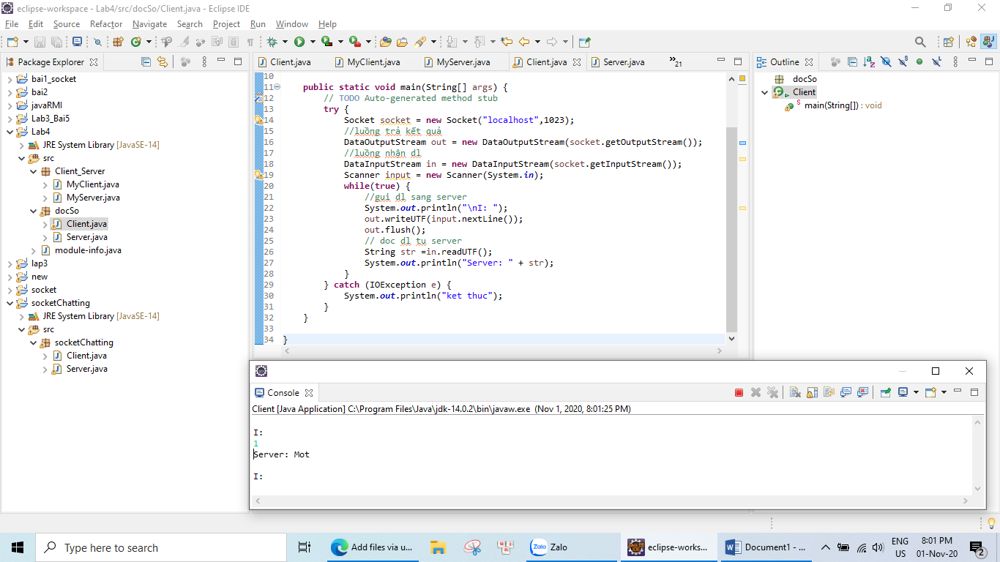 eclipse-workspace - Lab4/src/docSo/Client.java - Eclipse IDE
File Edit Source Refactor Navigate Search Project Run Window Help
Package Explorer
bai1_socket
bai2
javaRMI
Lab3_Bai5
Lab4
JRE System Library [JavaSE-14]
src
Client_Server
MyClient.java
MyServer.java
docSo
Client.java
Server.java
module-info.java
lap3
new
socket
socketChatting
JRE System Library [JavaSE-14]
src
socketChatting
Client.java
Server.java
Client.java MyClient.java MyServer.java Client.java Server.java »21
10
11 public static void main(String[] args) {
12 // TODO Auto-generated method stub
13 try {
14 Socket socket = new Socket("localhost",1023);
15 //luồng trả kết quả
16 DataOutputStream out = new DataOutputStream(socket.getOutputStream());
17 //luồng nhận dl
18 DataInputStream in = new DataInputStream(socket.getInputStream());
19 Scanner input = new Scanner(System.in);
20 while(true) {
21 //gui dl sang server
22 System.out.println("\nI: ");
23 out.writeUTF(input.nextLine());
24 out.flush();
25 // doc dl tu server
26 String str =in.readUTF();
27 System.out.println("Server: " + str);
28 }
29 } catch (IOException e) {
30 System.out.println("ket thuc");
31 }
32 }
33
34 }
Outline
docSo
Client
main(String[]) : void
Console
Client [Java Application] C:\Program Files\Java\jdk-14.0.2\bin\javaw.exe (Nov 1, 2020, 8:01:25 PM)
I:
1
Server: Mot
I:
Type here to search
Add files via u...
Zalo
Zalo
eclipse-works...
Document1 - ...
ENG
US
8:01 PM
01-Nov-20
2